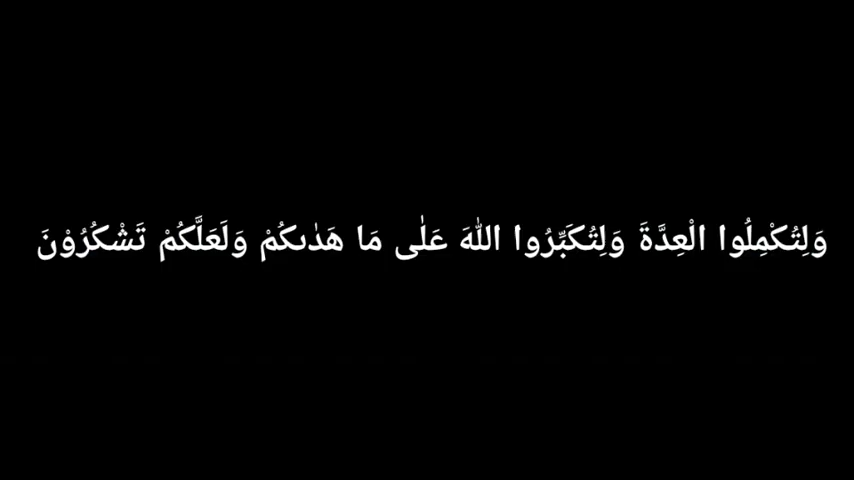 وَلِتُكْمِلُوا الْعِدَّةَ وَلِتُكَبِّرُوا اللّٰهَ عَلٰى مَا هَدٰىكُمْ وَلَعَلَّكُمْ تَشْكُرُوْنَ